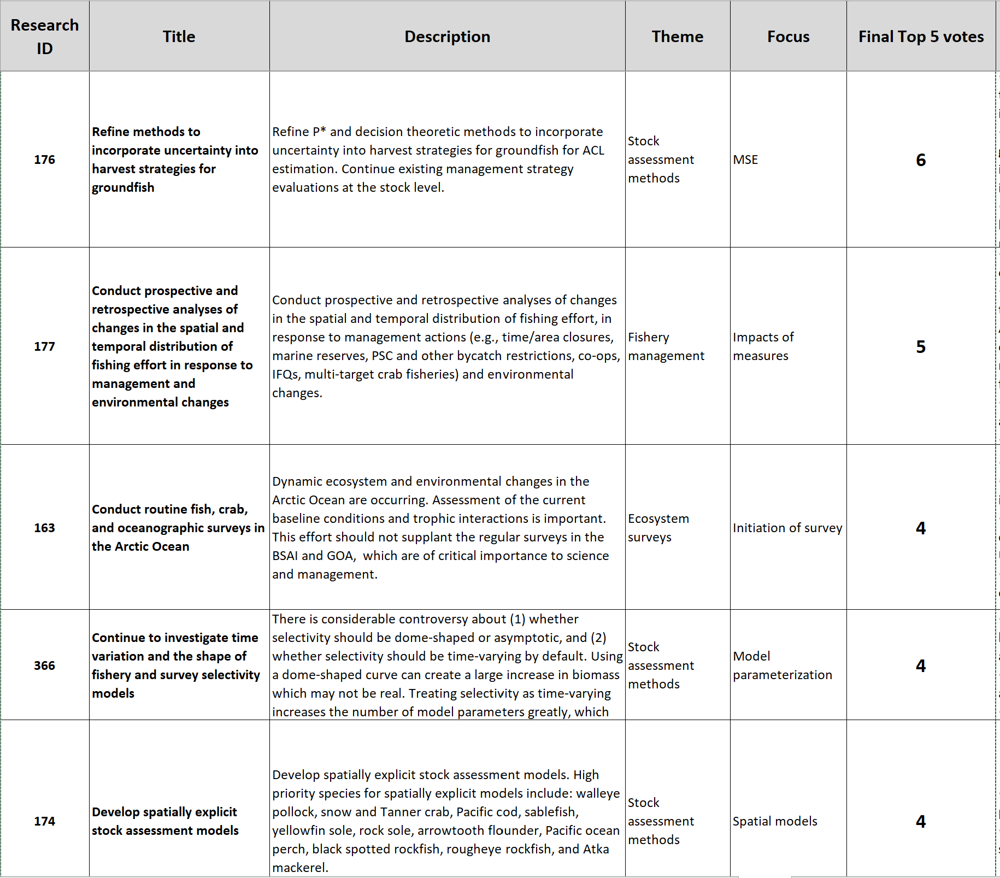 Research
ID
Title
Description
Theme
Focus
Final Top 5 votes
176
Refine methods to
incorporate uncertainty into
harvest strategies for
groundfish
Refine P* and decision theoretic methods to incorporate
uncertainty into harvest strategies for groundfish for ACL
estimation. Continue existing management strategy
evaluations at the stock level.
Stock
assessment
methods
MSE
6
177
Conduct prospective and
retrospective analyses of
changes in the spatial and
temporal distribution of
fishing effort in response to
management and
environmental changes
Conduct prospective and retrospective analyses of changes
in the spatial and temporal distribution of fishing effort, in
response to management actions (e.g., time/area closures,
marine reserves, PSC and other bycatch restrictions, co-ops,
IFQs, multi-target crab fisheries) and environmental
changes.
Fishery
management
Impacts of
measures
5
163
Conduct routine fish, crab,
and oceanographic surveys in
the Arctic Ocean
Dynamic ecosystem and environmental changes in the
Arctic Ocean are occurring. Assessment of the current
baseline conditions and trophic interactions is important.
This effort should not supplant the regular surveys in the
BSAI and GOA,  which are of critical importance to science
and management.
Ecosystem
surveys
Initiation of survey
4
366
Continue to investigate time
variation and the shape of
fishery and survey selectivity
models
There is considerable controversy about (1) whether
selectivity should be dome-shaped or asymptotic, and (2)
whether selectivity should be time-varying by default. Using
a dome-shaped curve can create a large increase in biomass
which may not be real. Treating selectivity as time-varying
increases the number of model parameters greatly, which
Stock
assessment
methods
Model
parameterization
4
174
Develop spatially explicit
stock assessment models
Develop spatially explicit stock assessment models. High
priority species for spatially explicit models include: walleye
pollock, snow and Tanner crab, Pacific cod, sablefish,
yellowfin sole, rock sole, arrowtooth flounder, Pacific ocean
perch, black spotted rockfish, rougheye rockfish, and Atka
mackerel.
Stock
assessment
methods
Spatial models
4